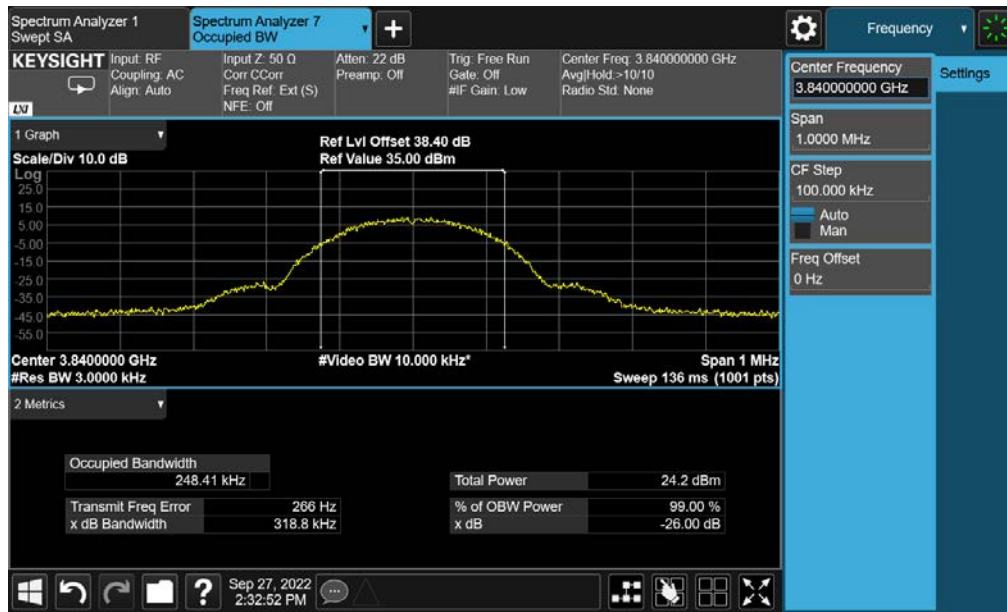 Spectrum Analyzer 1
Swept SA
Spectrum Analyzer 7
Occupied BW
Frequency
KEYSIGHT
LXI
Input: RF
Coupling: AC
Align: Auto
Input Z: 50 Ω
Corr CCorr
Freq Ref: Ext (S)
NFE: Off
Atten: 22 dB
Preamp: Off
Trig: Free Run
Gate: Off
#IF Gain: Low
Center Freq: 3.840000000 GHz
Avg|Hold:>10/10
Radio Std: None
Center Frequency
3.840000000 GHz
Settings
Span
1.0000 MHz
CF Step
100.000 kHz
Auto
Man
Freq Offset
0 Hz
1 Graph
Scale/Div 10.0 dB
Ref Lvl Offset 38.40 dB
Ref Value 35.00 dBm
Log
25.0
15.0
5.00
-5.00
-15.0
-25.0
-35.0
-45.0
-55.0
Center 3.8400000 GHz
#Video BW 10.000 kHz*
Span 1 MHz
#Res BW 3.0000 kHz
Sweep 136 ms (1001 pts)
2 Metrics
Occupied Bandwidth
248.41 kHz
Total Power 24.2 dBm
Transmit Freq Error 266 Hz
% of OBW Power 99.00 %
x dB Bandwidth 318.8 kHz
x dB -26.00 dB
Sep 27, 2022
2:32:52 PM